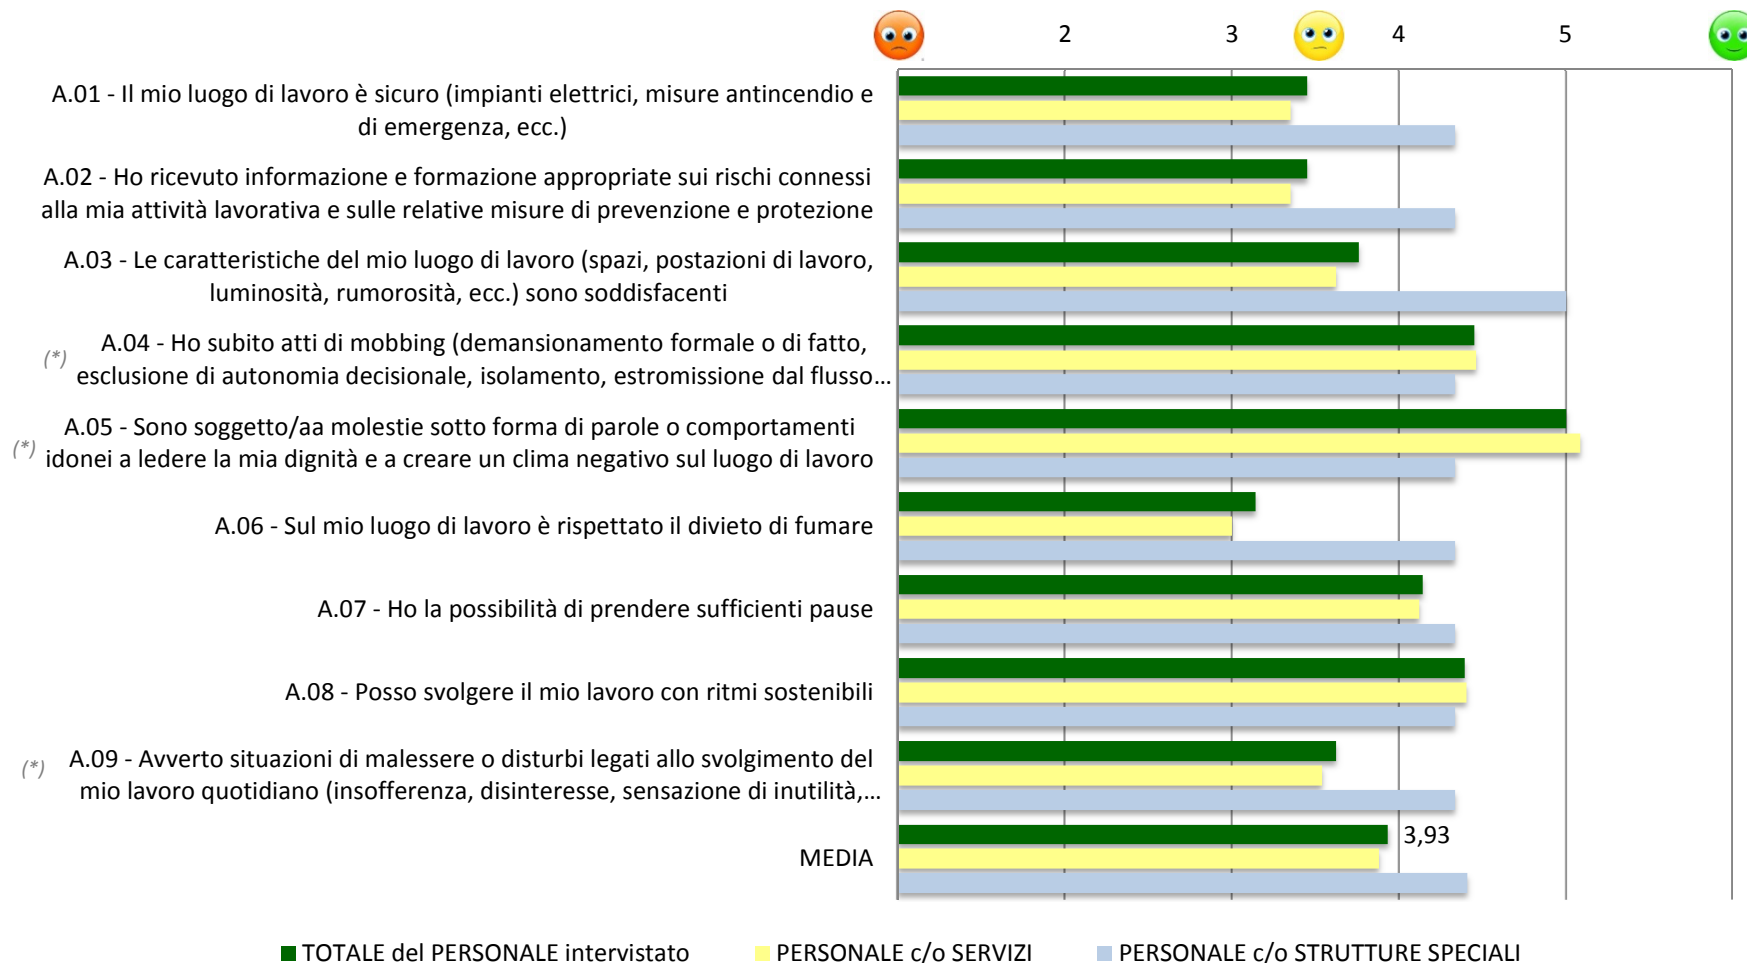 2 3 4 5
A.01 - Il mio luogo di lavoro è sicuro (impianti elettrici, misure antincendio e
di emergenza, ecc.)
A.02 - Ho ricevuto informazione e formazione appropriate sui rischi connessi
alla mia attività lavorativa e sulle relative misure di prevenzione e protezione
A.03 - Le caratteristiche del mio luogo di lavoro (spazi, postazioni di lavoro,
luminosità, rumorosità, ecc.) sono soddisfacenti
(*) A.04 - Ho subito atti di mobbing (demansionamento formale o di fatto,
esclusione di autonomia decisionale, isolamento, estromissione dal flusso…
(*) A.05 - Sono soggetto/aa molestie sotto forma di parole o comportamenti
idonei a ledere la mia dignità e a creare un clima negativo sul luogo di lavoro
A.06 - Sul mio luogo di lavoro è rispettato il divieto di fumare
A.07 - Ho la possibilità di prendere sufficienti pause
A.08 - Posso svolgere il mio lavoro con ritmi sostenibili
(*) A.09 - Avverto situazioni di malessere o disturbi legati allo svolgimento del
mio lavoro quotidiano (insofferenza, disinteresse, sensazione di inutilità,…
3,93
MEDIA
TOTALE del PERSONALE intervistato PERSONALE c/o SERVIZI PERSONALE c/o STRUTTURE SPECIALI